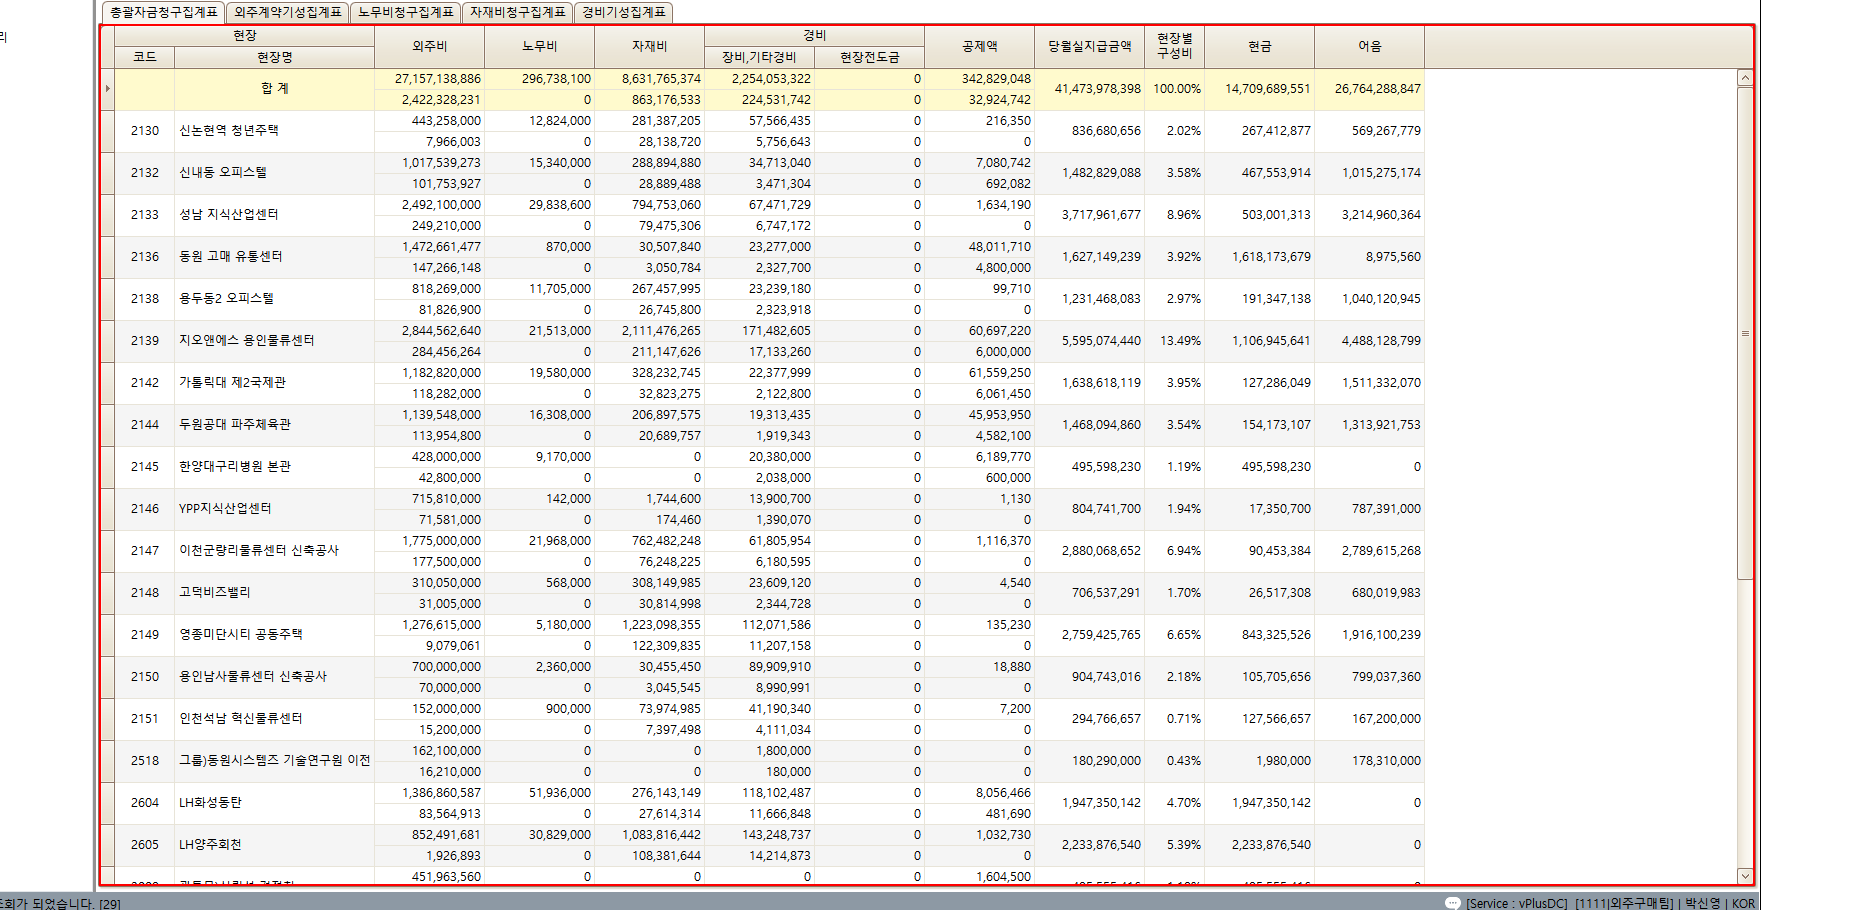 총괄자금청구집계표 외주계약기성집계표 노무비청구집계표 자재비청구집계표 경비기성집계표
리
현장 외주비 노무비 자재비 경비 공제액 당월실지급금액 현장별 구성비 현금 어음
코드 현장명 장비,기타경비 현장전도금
합 계 27,157,138,886 296,738,100 8,631,765,374 2,254,053,322 0 342,829,048 41,473,978,398 100.00% 14,709,689,551 26,764,288,847
2,422,328,231 0 863,176,533 224,531,742 0 32,924,742
2130 신논현역 청년주택 443,258,000 12,824,000 281,387,205 57,566,435 0 216,350 836,680,656 2.02% 267,412,877 569,267,779
7,966,003 0 28,138,720 5,756,643 0 0
2132 신내동 오피스텔 1,017,539,273 15,340,000 288,894,880 34,713,040 0 7,080,742 1,482,829,088 3.58% 467,553,914 1,015,275,174
101,753,927 0 28,889,488 3,471,304 0 692,082
2133 성남 지식산업센터 2,492,100,000 29,838,600 794,753,060 67,471,729 0 1,634,190 3,717,961,677 8.96% 503,001,313 3,214,960,364
249,210,000 0 79,475,306 6,747,172 0 0
2136 동원 고매 유통센터 1,472,661,477 870,000 30,507,840 23,277,000 0 48,011,710 1,627,149,239 3.92% 1,618,173,679 8,975,560
147,266,148 0 3,050,784 2,327,700 0 4,800,000
2138 용두동2 오피스텔 818,269,000 11,705,000 267,457,995 23,239,180 0 99,710 1,231,468,083 2.97% 191,347,138 1,040,120,945
81,826,900 0 26,745,800 2,323,918 0 0
2139 지오앤에스 용인물류센터 2,844,562,640 21,513,000 2,111,476,265 171,482,605 0 60,697,220 5,595,074,440 13.49% 1,106,945,641 4,488,128,799
284,456,264 0 211,147,626 17,133,260 0 6,000,000
2142 가톨릭대 제2국제관 1,182,820,000 19,580,000 328,232,745 22,377,999 0 61,559,250 1,638,618,119 3.95% 127,286,049 1,511,332,070
118,282,000 0 32,823,275 2,122,800 0 6,061,450
2144 두원공대 파주체육관 1,139,548,000 16,308,000 206,897,575 19,313,435 0 45,953,950 1,468,094,860 3.54% 154,173,107 1,313,921,753
113,954,800 0 20,689,757 1,919,343 0 4,582,100
2145 한양대구리병원 본관 428,000,000 9,170,000 0 20,380,000 0 6,189,770 495,598,230 1.19% 495,598,230 0
42,800,000 0 0 2,038,000 0 600,000
2146 YPP지식산업센터 715,810,000 142,000 1,744,600 13,900,700 0 1,130 804,741,700 1.94% 17,350,700 787,391,000
71,581,000 0 174,460 1,390,070 0 0
2147 이천군량리물류센터 신축공사 1,775,000,000 21,968,000 762,482,248 61,805,954 0 1,116,370 2,880,068,652 6.94% 90,453,384 2,789,615,268
177,500,000 0 76,248,225 6,180,595 0 0
2148 고덕비즈밸리 310,050,000 568,000 308,149,985 23,609,120 0 4,540 706,537,291 1.70% 26,517,308 680,019,983
31,005,000 0 30,814,998 2,344,728 0 0
2149 영종미단시티 공동주택 1,276,615,000 5,180,000 1,223,098,355 112,071,586 0 135,230 2,759,425,765 6.65% 843,325,526 1,916,100,239
9,079,061 0 122,309,835 11,207,158 0 0
2150 용인남사물류센터 신축공사 700,000,000 2,360,000 30,455,450 89,909,910 0 18,880 904,743,016 2.18% 105,705,656 799,037,360
70,000,000 0 3,045,545 8,990,991 0 0
2151 인천석남 혁신물류센터 152,000,000 900,000 73,974,985 41,190,340 0 7,200 294,766,657 0.71% 127,566,657 167,200,000
15,200,000 0 7,397,498 4,111,034 0 0
2518 그룹)동원시스템즈 기술연구원 이전 162,100,000 0 0 1,800,000 0 0 180,290,000 0.43% 1,980,000 178,310,000
16,210,000 0 0 180,000 0 0
2604 LH화성동탄 1,386,860,587 51,936,000 276,143,149 118,102,487 0 8,056,466 1,947,350,142 4.70% 1,947,350,142 0
83,564,913 0 27,614,314 11,666,848 0 481,690
2605 LH양주회천 852,491,681 30,829,000 1,083,816,442 143,248,737 0 1,032,730 2,233,876,540 5.39% 2,233,876,540 0
1,926,893 0 108,381,644 14,214,873 0 0
451,963,560 0 0 0 0 1,604,500
조회가 되었습니다. [29] [Service : vPlusDC] [1111|외주구매팀] | 박신영 | KOR